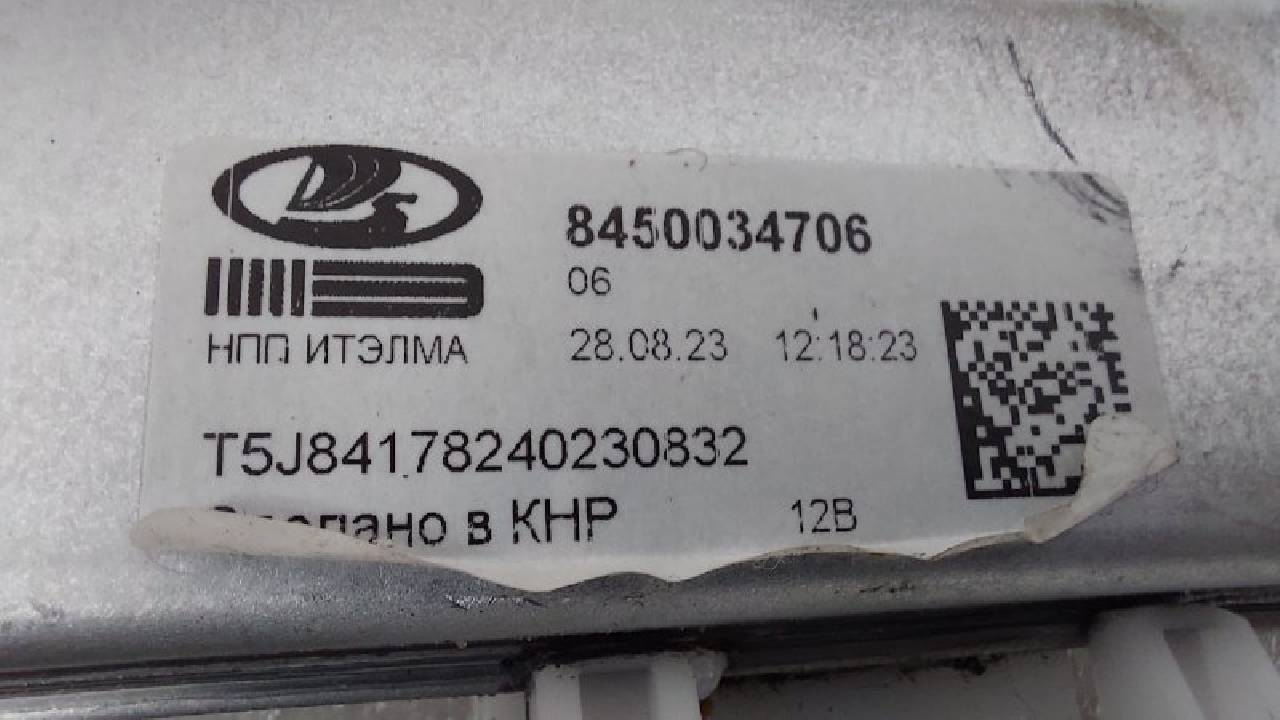 8450034706
06
НПП ИТЭЛМА
28.08.23 12:18:23
T5J84178240230832
в КНР 12В